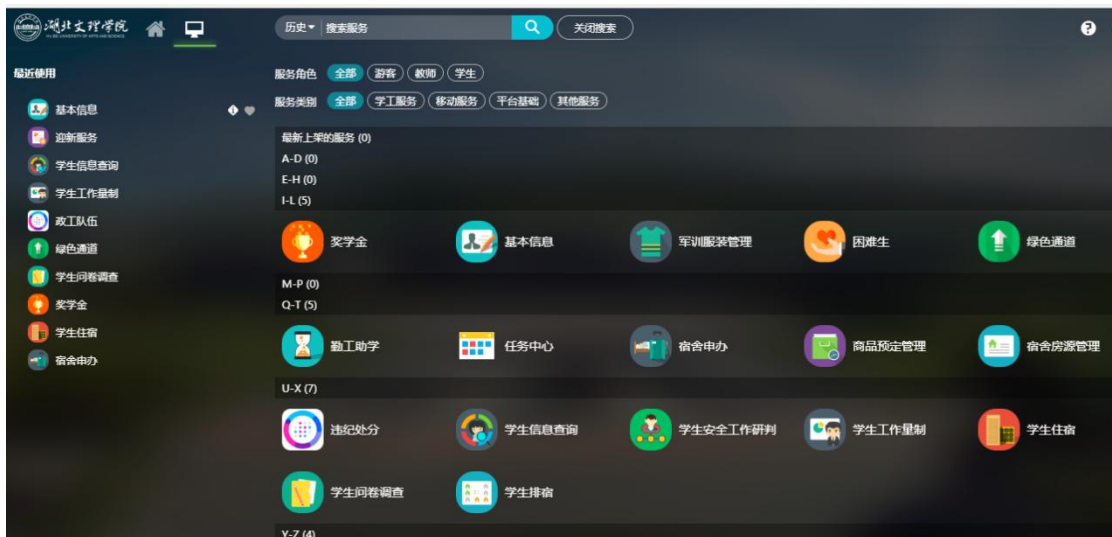 湖北文理学院
HUBEI UNIVERSITY OF ARTS AND SCIENCE
历史 搜索服务 关闭搜索
最近使用
基本信息
迎新服务
学生信息查询
学生工作量制
政工队伍
绿色通道
学生问卷调查
奖学金
学生住宿
宿舍申办
服务角色 全部 游客 教师 学生
服务类别 全部 学工服务 移动服务 平台基础 其他服务
最新上架的服务 (0)
A-D (0)
E-H (0)
I-L (5)
奖学金 基本信息 军训服装管理 困难生 绿色通道
M-P (0)
Q-T (5)
勤工助学 任务中心 宿舍申办 商品预定管理 宿舍房源管理
U-X (7)
违纪处分 学生信息查询 学生安全工作研判 学生工作量制 学生住宿
学生问卷调查 学生排宿
Y-Z (4)